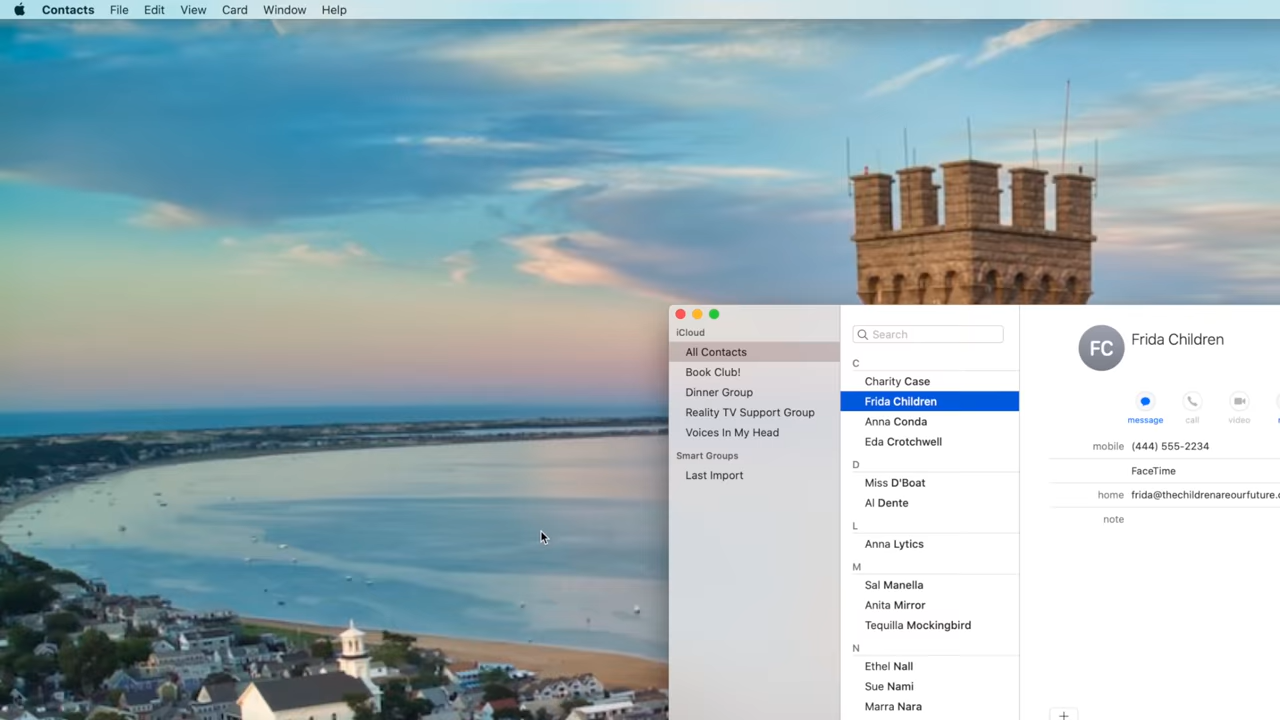 Contacts File Edit View Card Window Help
iCloud
All Contacts
Book Club!
Dinner Group
Reality TV Support Group
Voices In My Head
Smart Groups
Last Import
Search
C
Charity Case
Frida Children
Anna Conda
Eda Crotchwell
D
Miss D'Boat
Al Dente
L
Anna Lytics
M
Sal Manella
Anita Mirror
Tequilla Mockingbird
N
Ethel Nall
Sue Nami
Marra Nara
FC
Frida Children
message call video
mobile (444) 555-2234
FaceTime
home frida@thechildrenareourfuture.
note